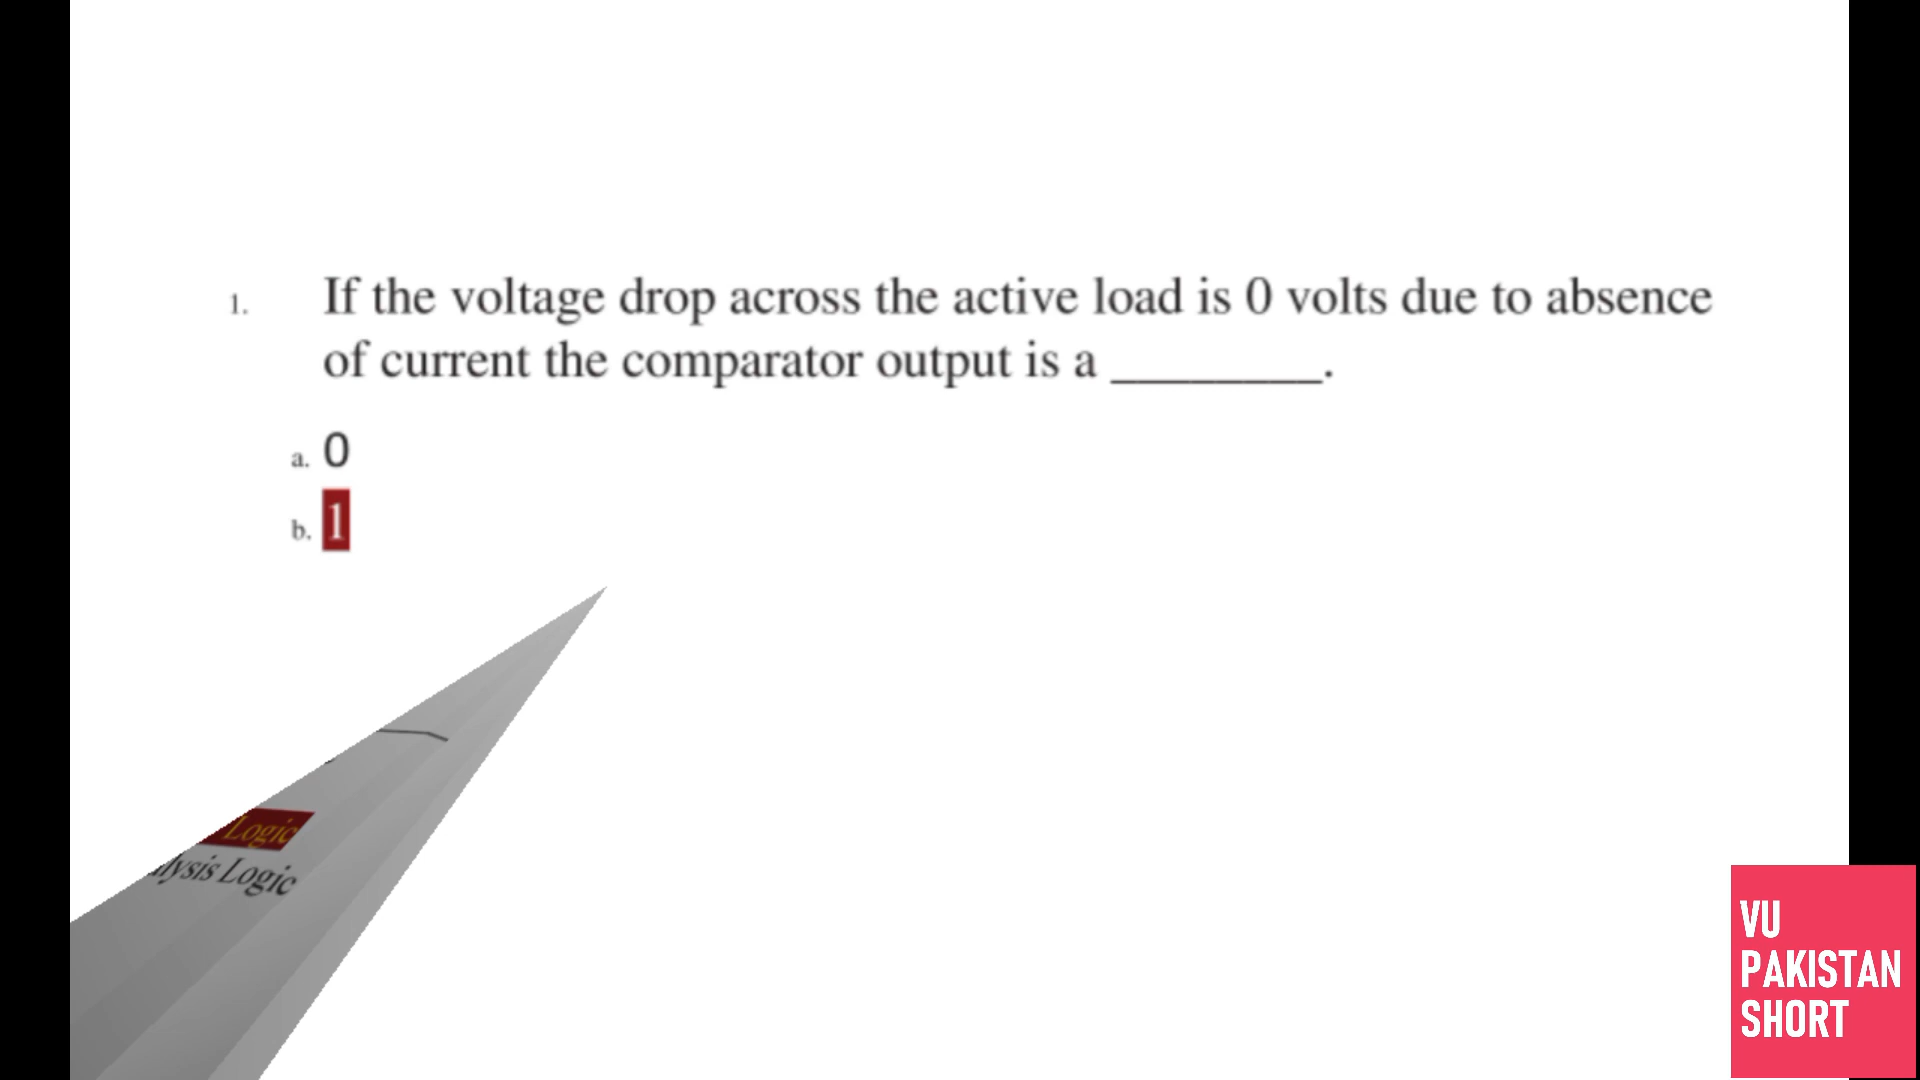 1. If the voltage drop across the active load is 0 volts due to absence
of current the comparator output is a ________.
a. 0
b. 1
Logic
Logic
VU
PAKISTAN
SHORT